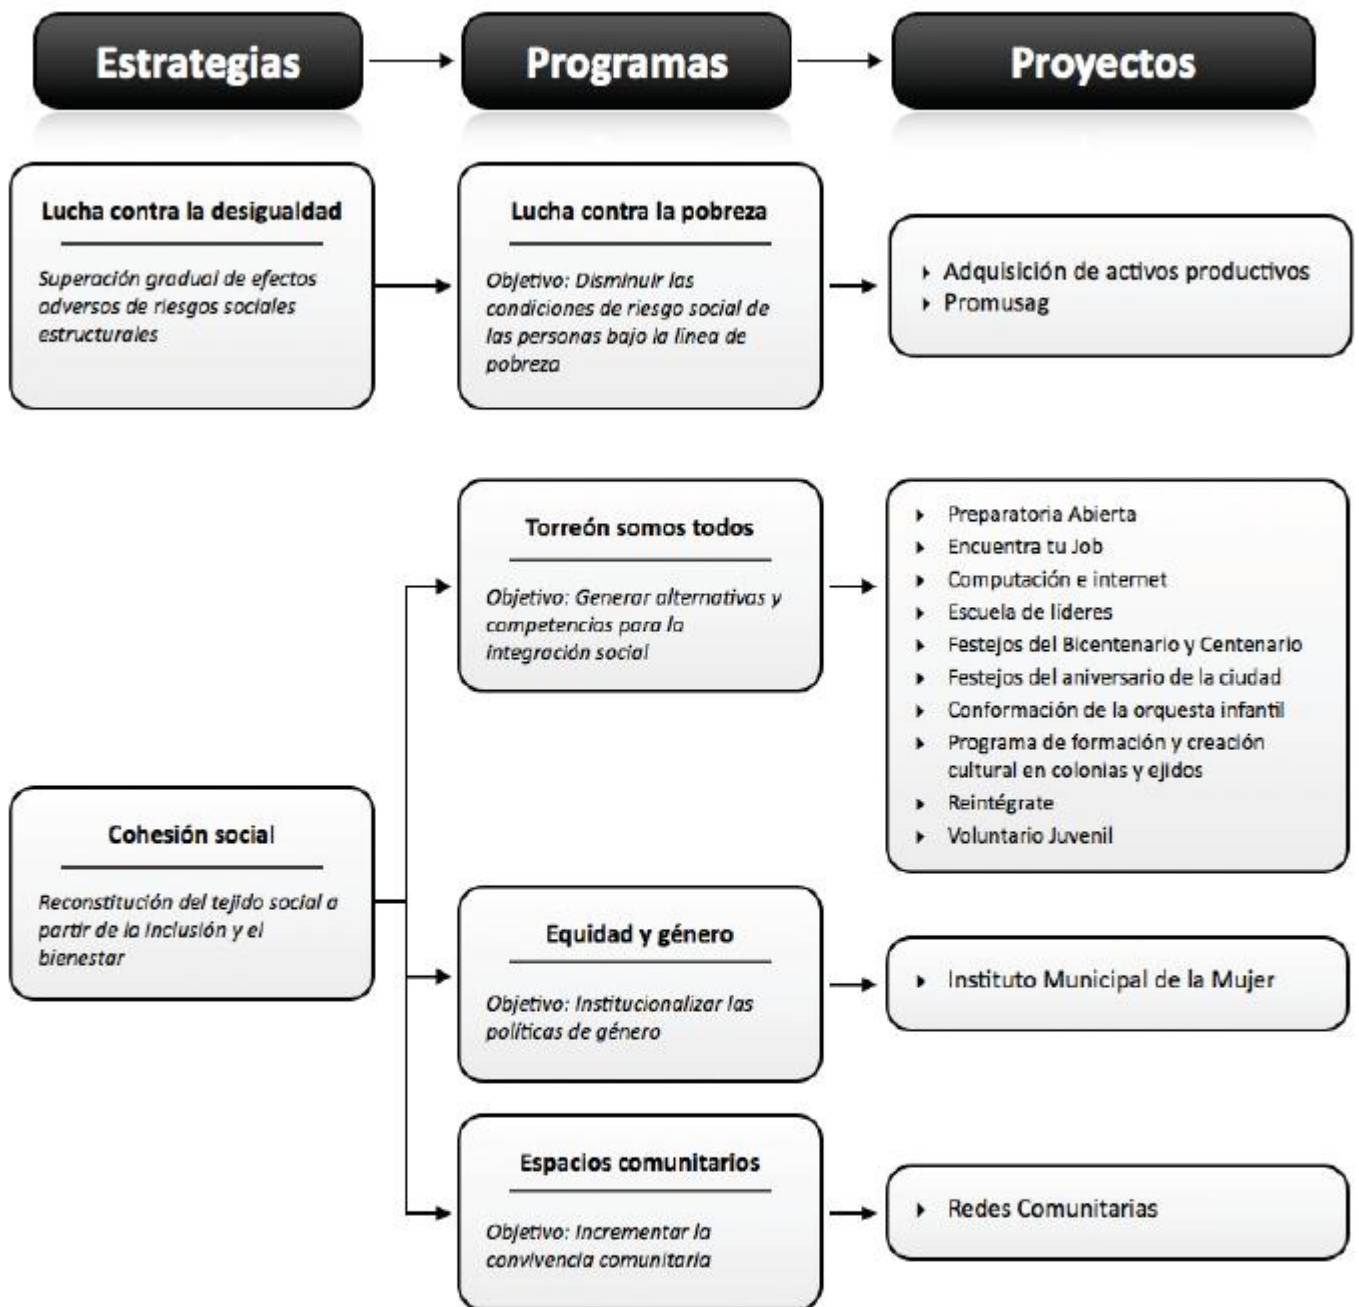 Estrategias
Programas
Proyectos
Lucha contra la desigualdad
Superación gradual de efectos
adversos de riesgos sociales
estructurales
Lucha contra la pobreza
Objetivo: Disminuir las
condiciones de riesgo social de
las personas bajo la línea de
pobreza
Adquisición de activos productivos
Promusag
Cohesión social
Reconstitución del tejido social a
partir de la inclusión y el
bienestar
Torreón somos todos
Objetivo: Generar alternativas y
competencias para la
integración social
Preparatoria Abierta
Encuentra tu Job
Computación e internet
Escuela de líderes
Festejos del Bicentenario y Centenario
Festejos del aniversario de la ciudad
Conformación de la orquesta infantil
Programa de formación y creación
cultural en colonias y ejidos
Reintégrate
Voluntario Juvenil
Equidad y género
Objetivo: Institucionalizar las
políticas de género
Instituto Municipal de la Mujer
Espacios comunitarios
Objetivo: Incrementar la
convivencia comunitaria
Redes Comunitarias